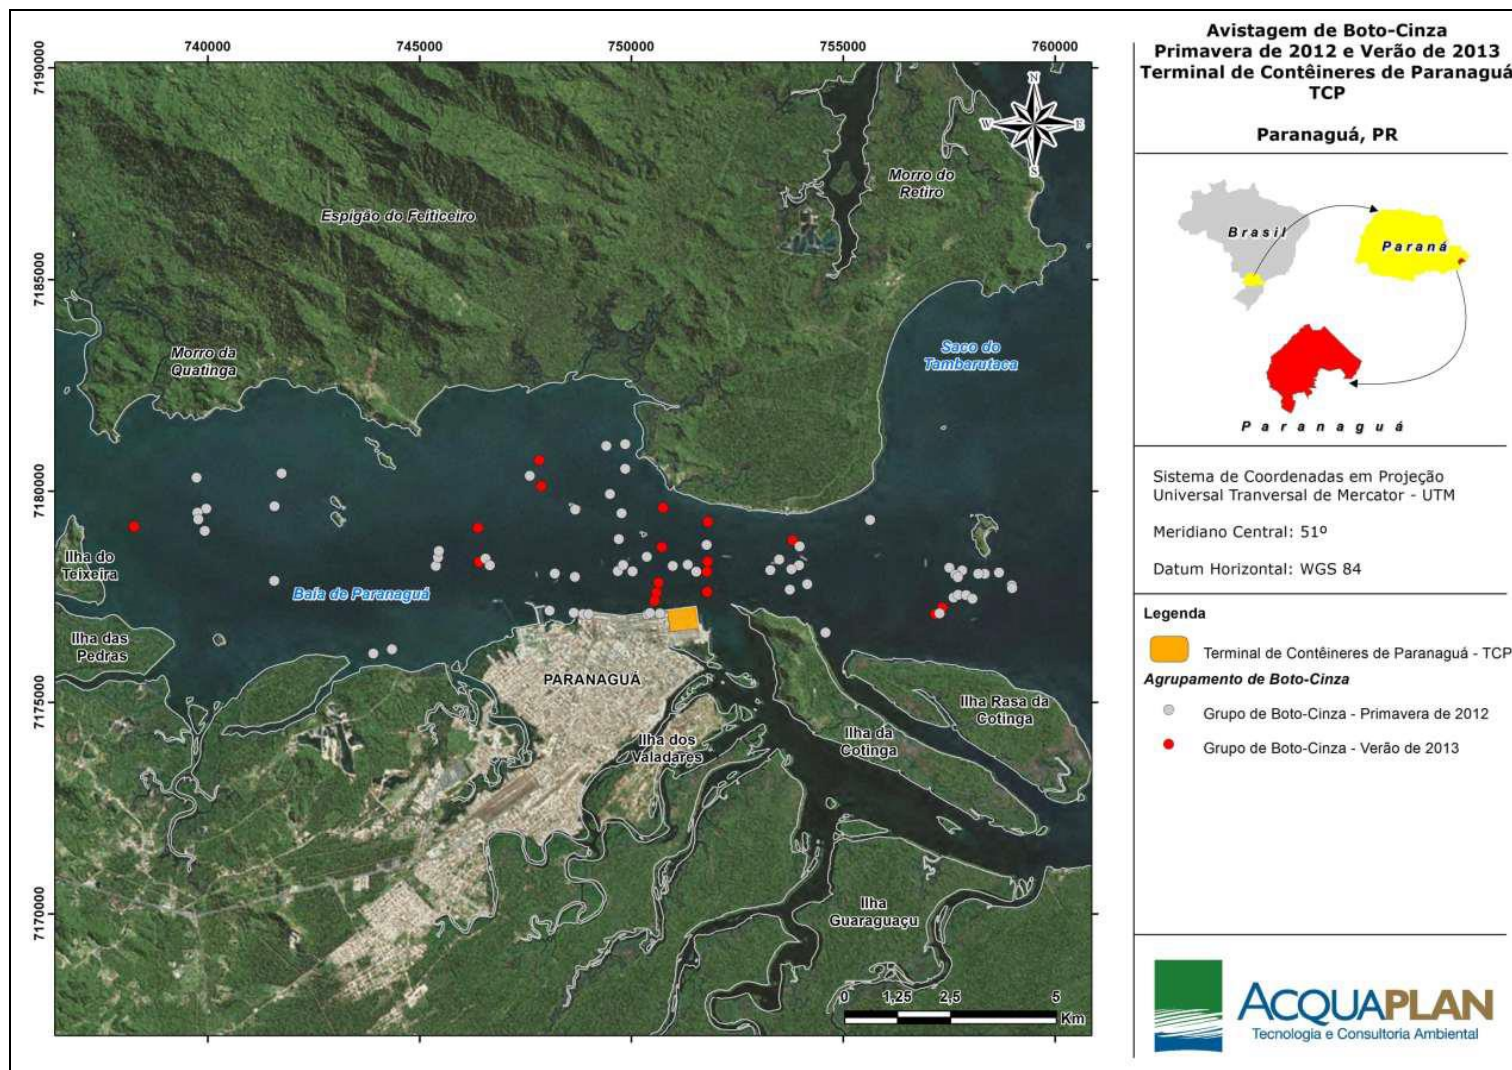 Avistagem de Boto-Cinza
Primavera de 2012 e Verão de 2013
Terminal de Contêineres de Paranaguá
TCP
Paranaguá, PR
740000
745000
750000
755000
760000
7190000
7185000
7180000
7175000
7170000
N
W
E
S
Morro do
Retiro
Espigão do Feiticeiro
Morro da
Quatinga
Saco do
Tambarutaca
Ilha do
Teixeira
Baía de Paranaguá
Ilha das
Pedras
PARANAGUÁ
Ilha dos
Valadares
Ilha da
Cotinga
Ilha Rasa da
Cotinga
Ilha
Guaraguaçu
0
1,25
2,5
5
Km
Brasil
Paraná
Paranaguá
Sistema de Coordenadas em Projeção
Universal Tranversal de Mercator - UTM
Meridiano Central: 51º
Datum Horizontal: WGS 84
Legenda
Terminal de Contêineres de Paranaguá - TCP
Agrupamento de Boto-Cinza
Grupo de Boto-Cinza - Primavera de 2012
Grupo de Boto-Cinza - Verão de 2013
ACQUAPLAN
Tecnologia e Consultoria Ambiental